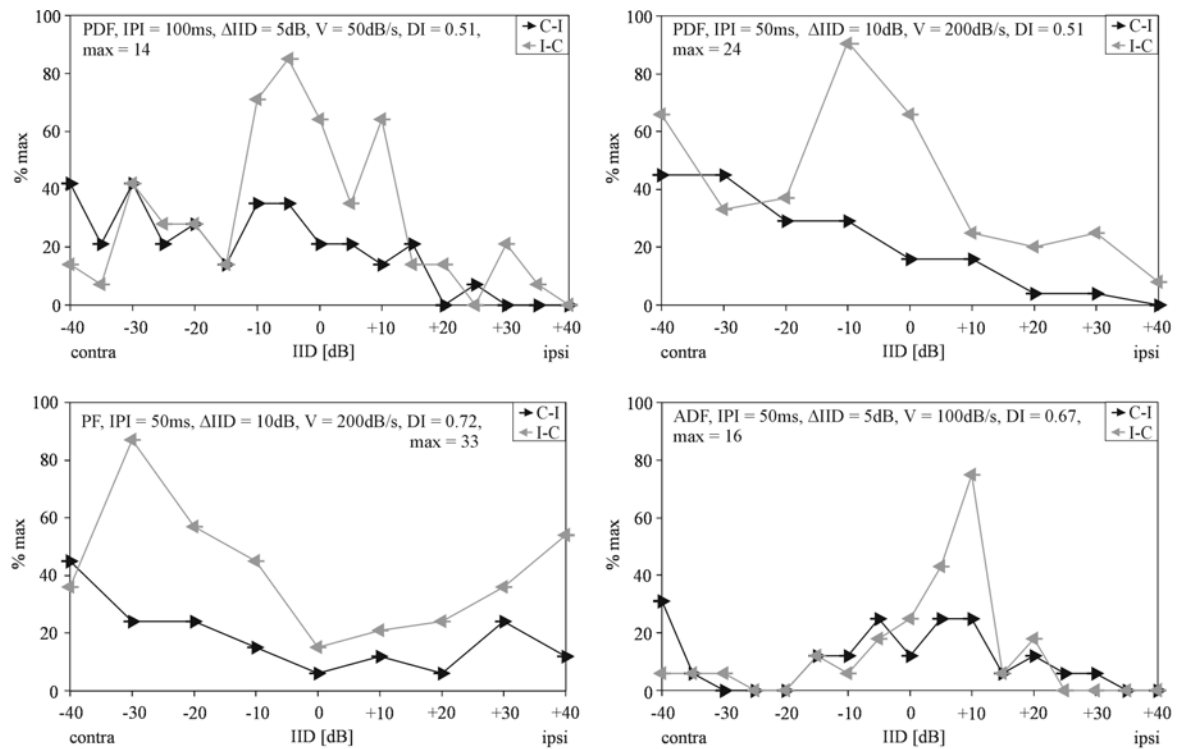 PDF, IPI = 100ms, ΔIID = 5dB, V = 50dB/s, DI = 0.51,
max = 14
C-I
I-C
100
80
60
40
20
0
% max
-40 -30 -20 -10 0 +10 +20 +30 +40
contra IID [dB] ipsi
PDF, IPI = 50ms, ΔIID = 10dB, V = 200dB/s, DI = 0.51
max = 24
C-I
I-C
100
80
60
40
20
0
% max
-40 -30 -20 -10 0 +10 +20 +30 +40
contra IID [dB] ipsi
PF, IPI = 50ms, ΔIID = 10dB, V = 200dB/s, DI = 0.72,
max = 33
C-I
I-C
100
80
60
40
20
0
% max
-40 -30 -20 -10 0 +10 +20 +30 +40
contra IID [dB] ipsi
ADF, IPI = 50ms, ΔIID = 5dB, V = 100dB/s, DI = 0.67,
max = 16
C-I
I-C
100
80
60
40
20
0
% max
-40 -30 -20 -10 0 +10 +20 +30 +40
contra IID [dB] ipsi